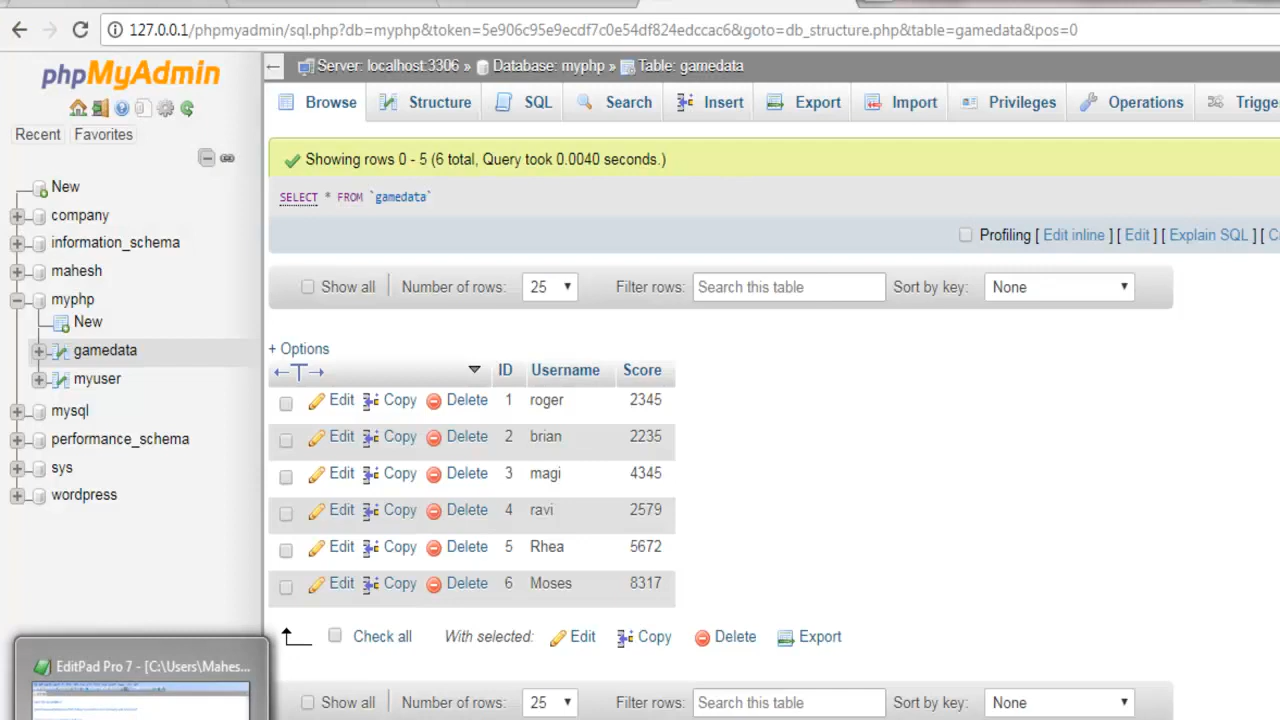 127.0.0.1/phpmyadmin/sql.php?db=myphp&token=5e906c95e9ecdf7c0e54df824edccac6&goto=db_structure.php&table=gamedata&pos=0
phpMyAdmin
Recent Favorites
New
company
information_schema
mahesh
myphp
New
gamedata
myuser
mysql
performance_schema
sys
wordpress
Server: localhost:3306 » Database: myphp » Table: gamedata
Browse Structure SQL Search Insert Export Import Privileges Operations Trigge
Showing rows 0 - 5 (6 total, Query took 0.0040 seconds.)
SELECT * FROM `gamedata`
Profiling [ Edit inline ] [ Edit ] [ Explain SQL ] [ C
Show all Number of rows: 25 Filter rows: Search this table Sort by key: None
+ Options
←T→ ID Username Score
Edit Copy Delete 1 roger 2345
Edit Copy Delete 2 brian 2235
Edit Copy Delete 3 magi 4345
Edit Copy Delete 4 ravi 2579
Edit Copy Delete 5 Rhea 5672
Edit Copy Delete 6 Moses 8317
Check all With selected: Edit Copy Delete Export
Show all Number of rows: 25 Filter rows: Search this table Sort by key: None
EditPad Pro 7 - [C:\Users\Mahes...